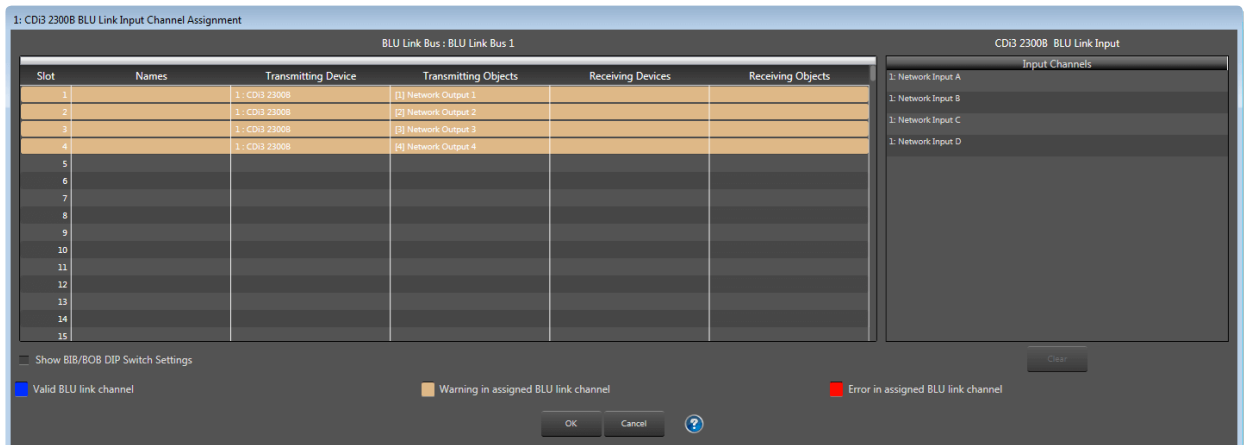 1: CDi3 2300B BLU Link Input Channel Assignment
BLU Link Bus : BLU Link Bus 1
CDi3 2300B  BLU Link Input
Slot Names Transmitting Device Transmitting Objects Receiving Devices Receiving Objects
Input Channels
1 1 : CDi3 2300B [1] Network Output 1
2 1 : CDi3 2300B [2] Network Output 2
3 1 : CDi3 2300B [3] Network Output 3
4 1 : CDi3 2300B [4] Network Output 4
5
6
7
8
9
10
11
12
13
14
15
1: Network Input A
1: Network Input B
1: Network Input C
1: Network Input D
Show BIB/BOB DIP Switch Settings
Clear
Valid BLU link channel
Warning in assigned BLU link channel
Error in assigned BLU link channel
OK Cancel ?